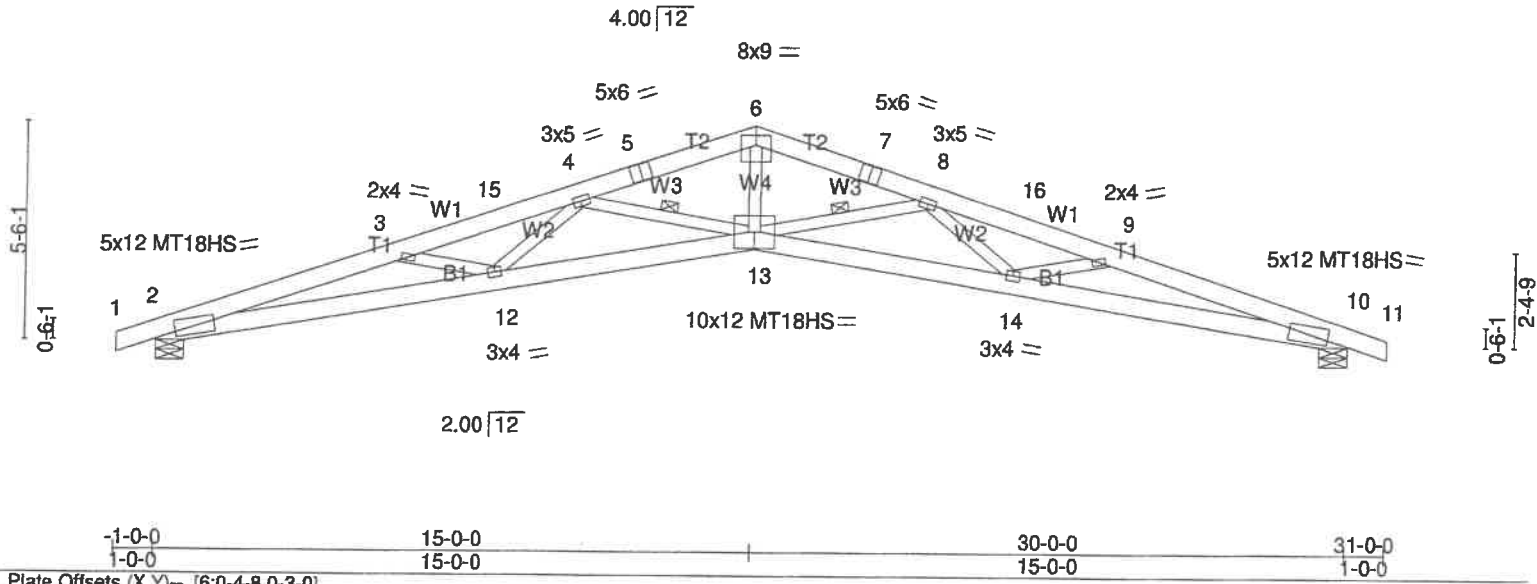 4.00 12
8x9 =
5x6 =
5x6 =
6
3x5 =
5
T2
T2
7
3x5 =
4
8
2x4 =
15
W3
W4
W3
16
2x4 =
3
W1
W1
9
5-6-1
5x12 MT18HS =
T1
W2
W2
T1
B1
B1
5x12 MT18HS =
13
1
2
10
11
2-4-9
0-6-1
12
10x12 MT18HS =
14
0-6-1
3x4 =
3x4 =
2.00 12
-1-0-0
15-0-0
30-0-0
31-0-0
1-0-0
15-0-0
15-0-0
1-0-0
Plate Offsets (X,Y)-- [6:0-4-8,0-3-0]